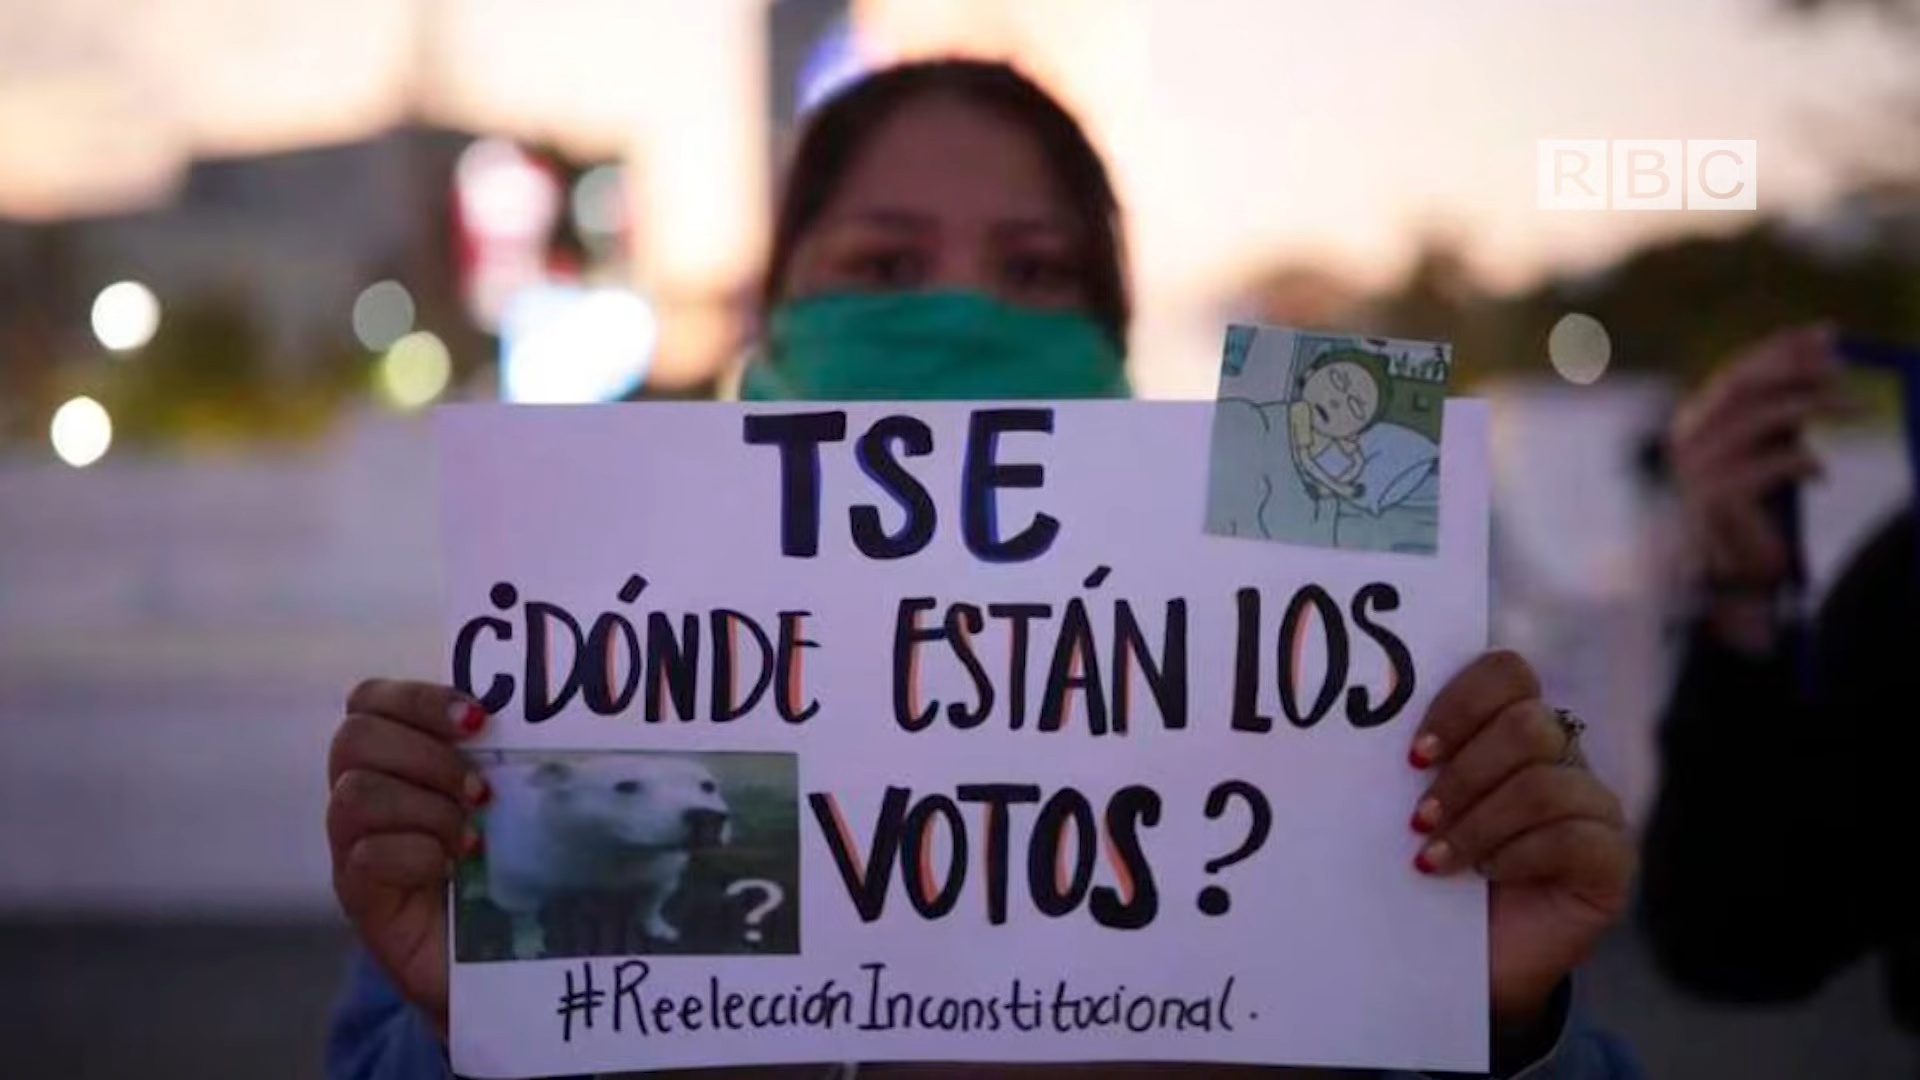 RBC
TSE
¿DÓNDE ESTÁN LOS
VOTOS?
?
#ReelecciónInconstitucional.